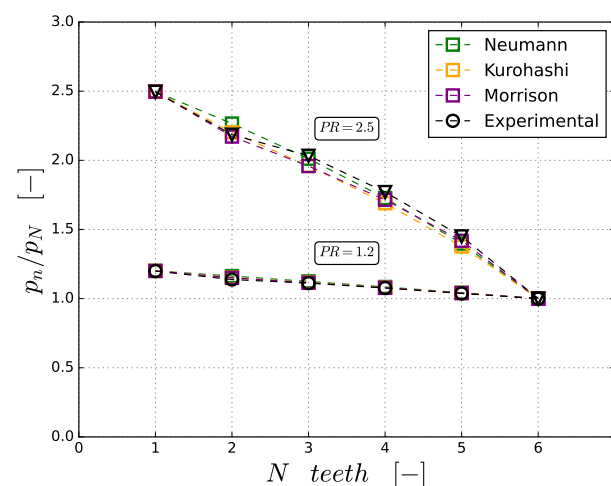 3.0
2.5
2.0
1.5
1.0
0.5
0.0
p_n/p_N [−]
Neumann
Kurohashi
Morrison
Experimental
PR = 2.5
PR = 1.2
0 1 2 3 4 5 6
N teeth [−]